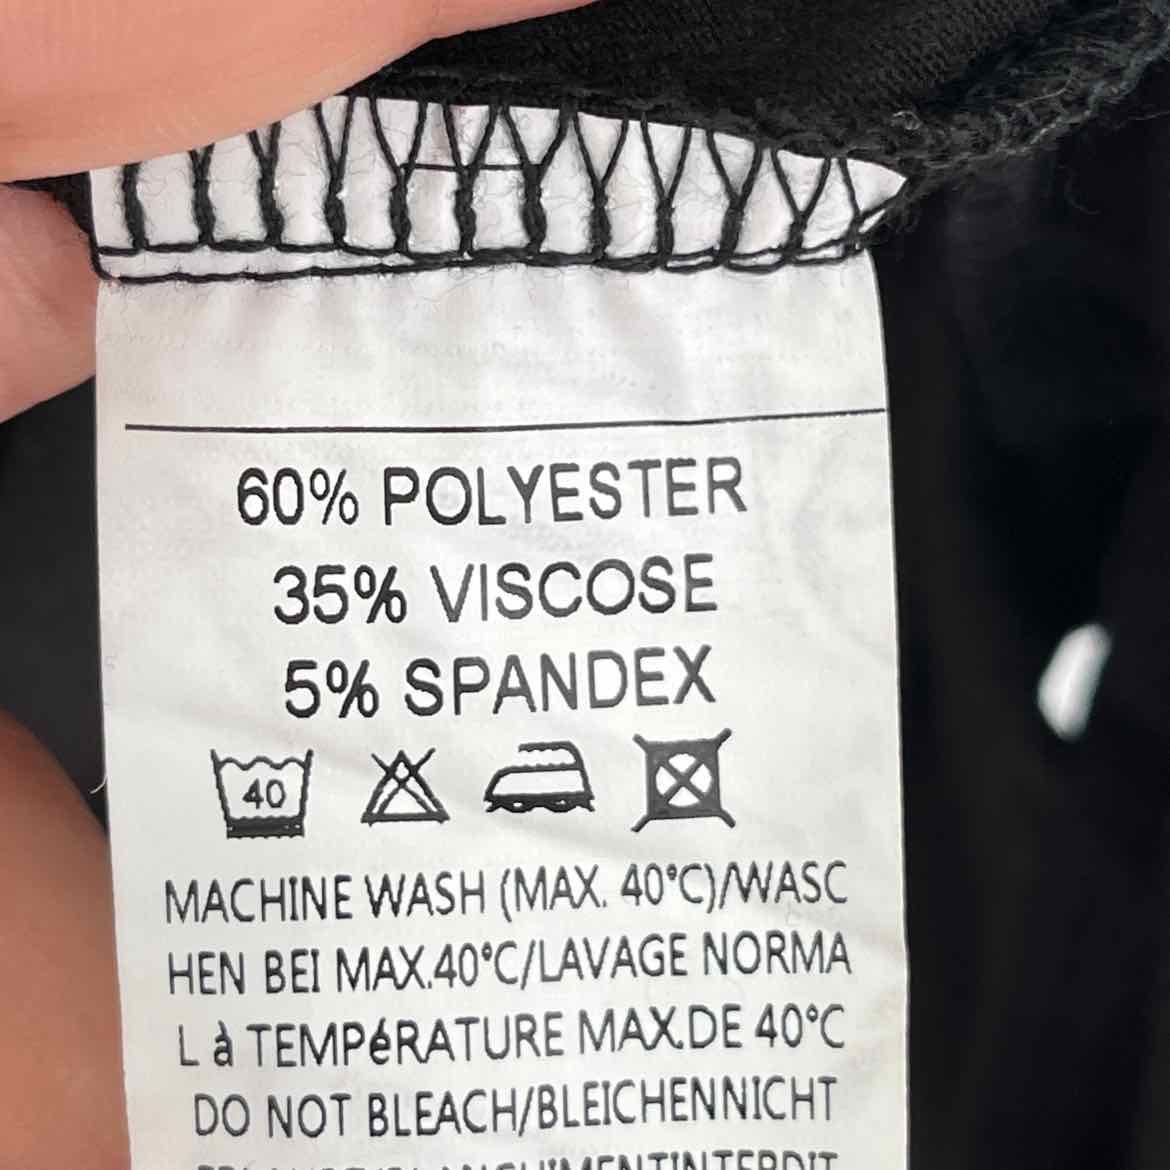 60% POLYESTER
35% VISCOSE
5% SPANDEX
40
MACHINE WASH (MAX. 40°C)/WASC
HEN BEI MAX.40°C/LAVAGE NORMA
L à TEMPéRATURE MAX.DE 40°C
DO NOT BLEACH/BLEICHENNICHT